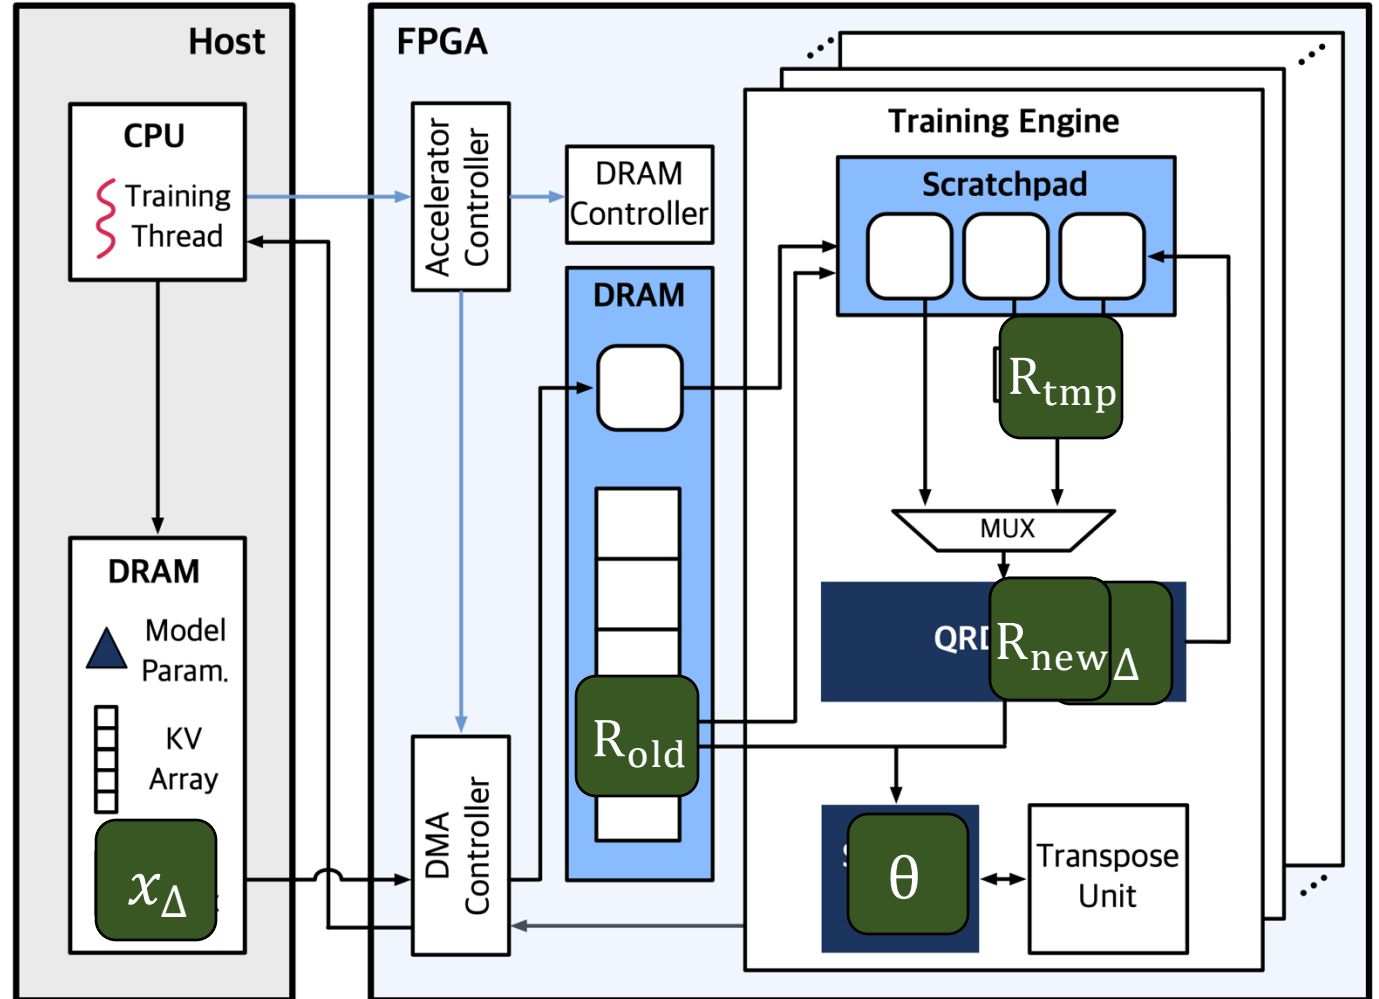 Host
CPU
Training
Thread
DRAM
Model
Param.
KV
Array
x_Δ
FPGA
Accelerator
Controller
DRAM
Controller
DRAM
R_old
DMA
Controller
Training Engine
Scratchpad
R_tmp
MUX
R_new
Δ
θ
Transpose
Unit